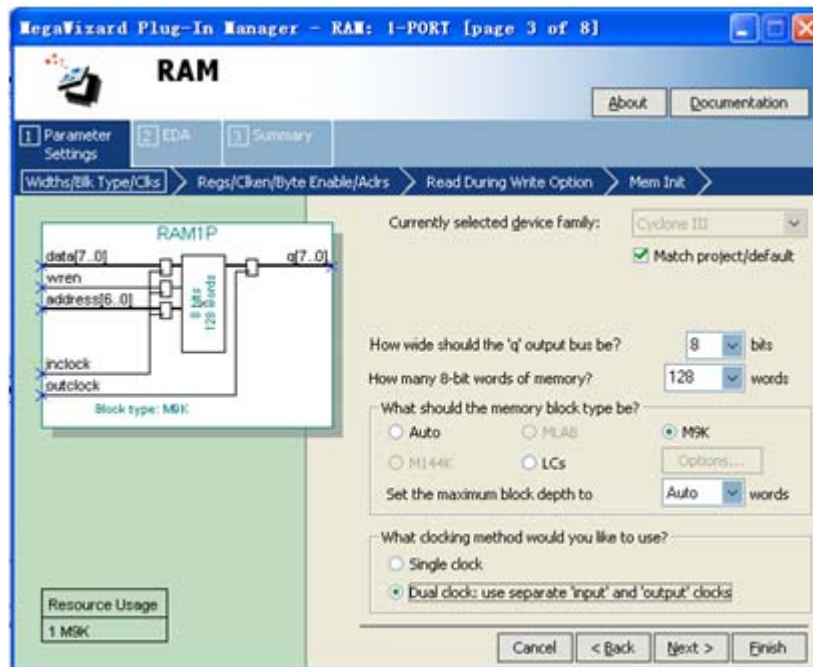 MegaWizard Plug-In Manager - RAM: 1-PORT [page 3 of 8]
RAM
About
Documentation
1 Parameter Settings
2 EDA
3 Summary
Widths/Blk Type/Clks
Regs/Clken/Byte Enable/Aclrs
Read During Write Option
Mem Init
RAM1P
data[7..0]
wren
address[6..0]
inclock
outclock
q[7..0]
8 bits
128 words
Block type: M9K
Currently selected device family:
Cyclone III
Match project/default
How wide should the 'q' output bus be?
8
bits
How many 8-bit words of memory?
128
words
What should the memory block type be?
Auto
MLAB
M9K
M144K
LCs
Options...
Set the maximum block depth to
Auto
words
What clocking method would you like to use?
Single clock
Dual clock: use separate 'input' and 'output' clocks
Resource Usage
1 M9K
Cancel
< Back
Next >
Finish